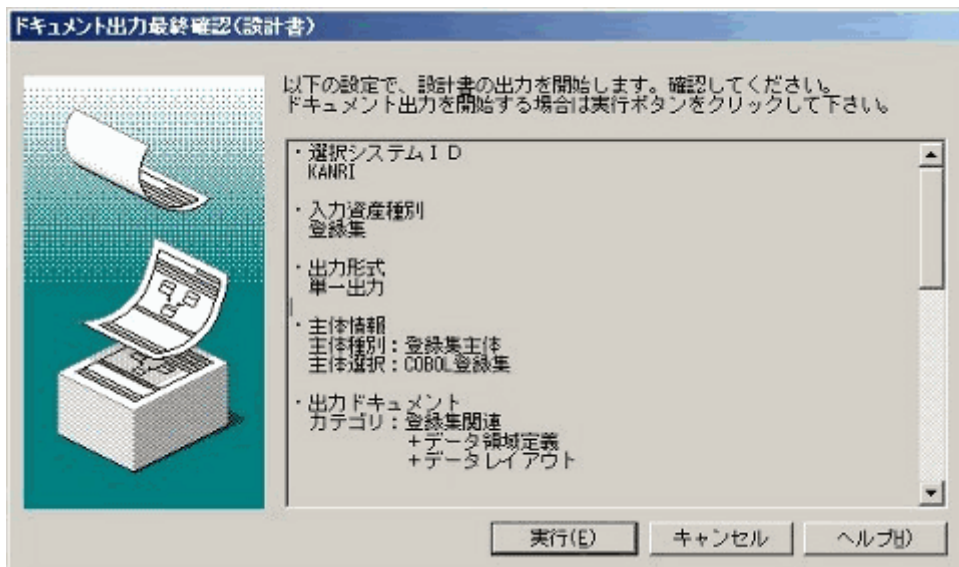 ドキュメント出力最終確認(設計書)
以下の設定で、設計書の出力を開始します。確認してください。
ドキュメント出力を開始する場合は実行ボタンをクリックして下さい。
・選択システムＩＤ
KANRI
・入力資産種別
登録集
・出力形式
単一出力
・主体情報
主体種別：登録集主体
主体選択：COBOL登録集
・出力ドキュメント
カテゴリ：登録集関連
＋データ領域定義
＋データレイアウト
実行(E)
キャンセル
ヘルプ(H)